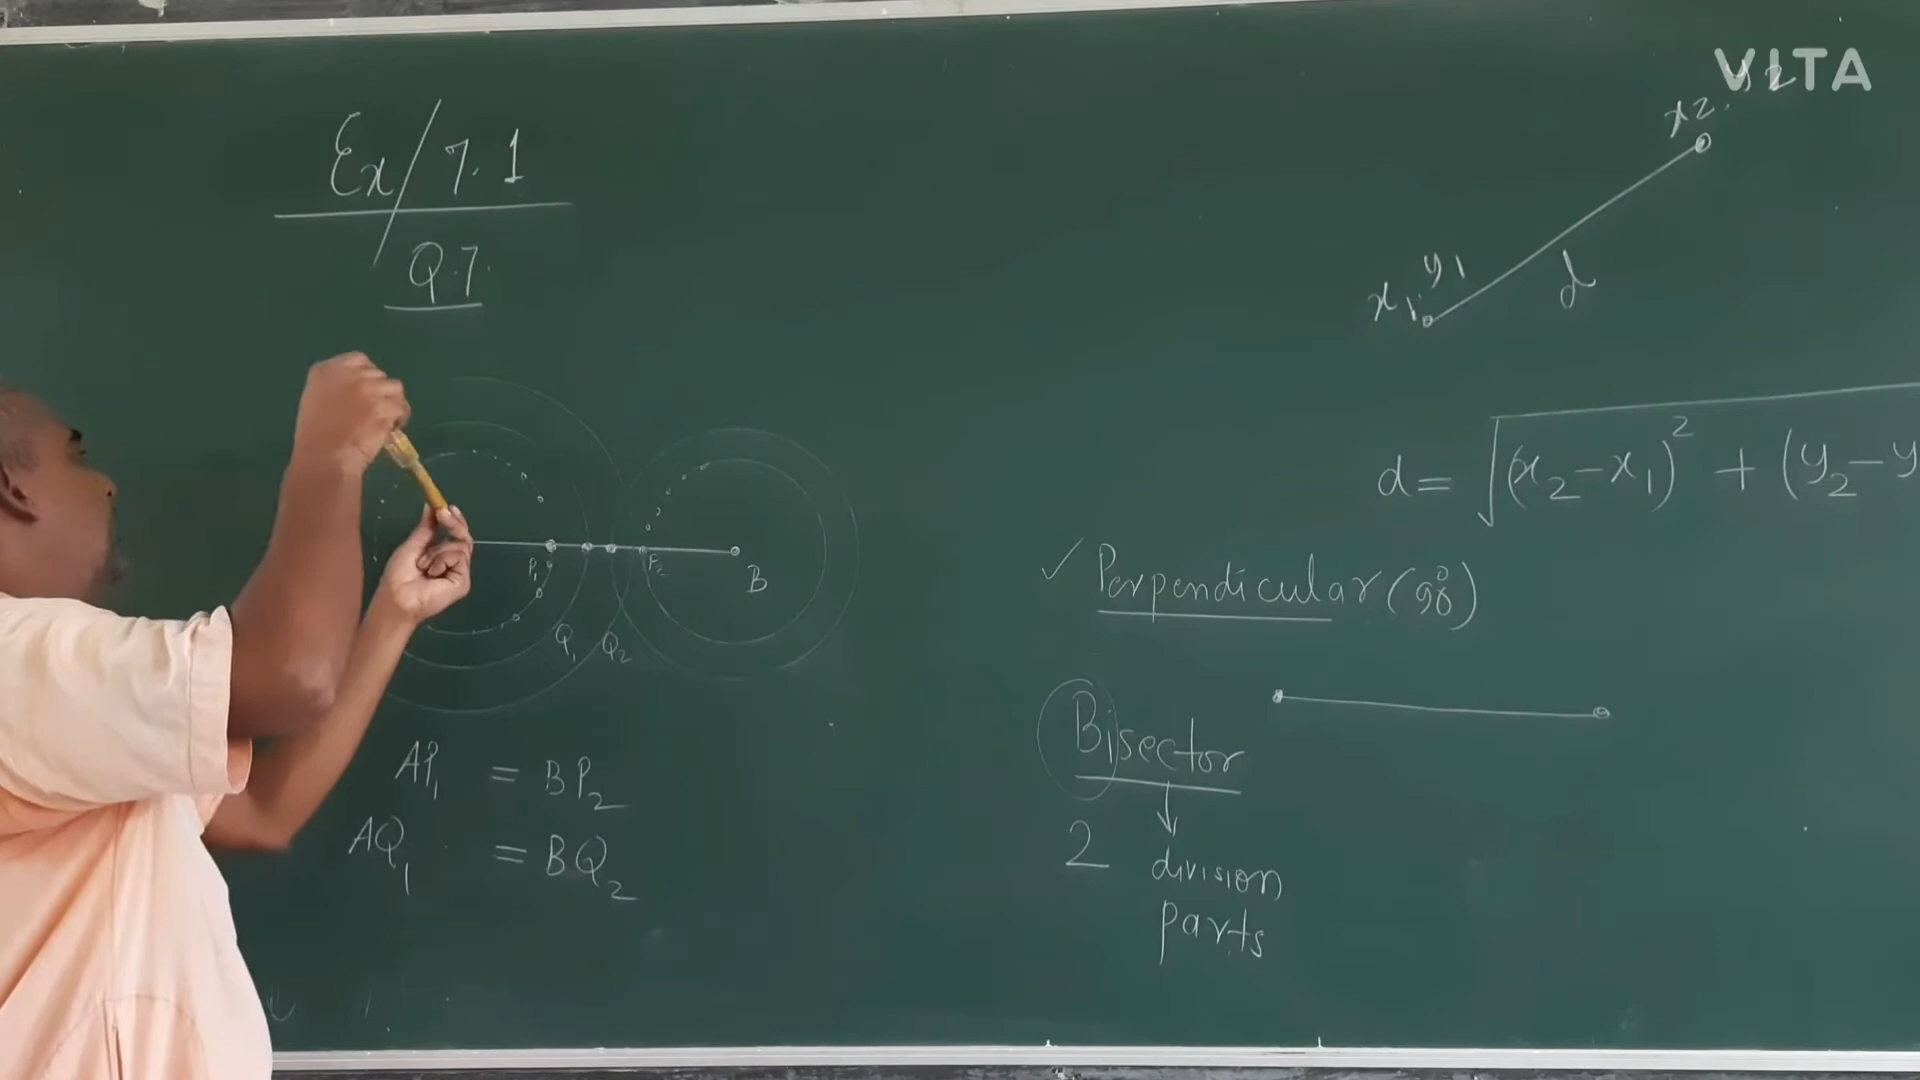 Ex/7.1
Q.7.
P1
P2
B
Q1
Q2
AP1 = BP2
AQ1 = BQ2
VITA
x2, y2
x1, y1
d
d = √(x2-x1)² + (y2-y
✓ Perpendicular (90°)
Bisector
↓
2 division
parts